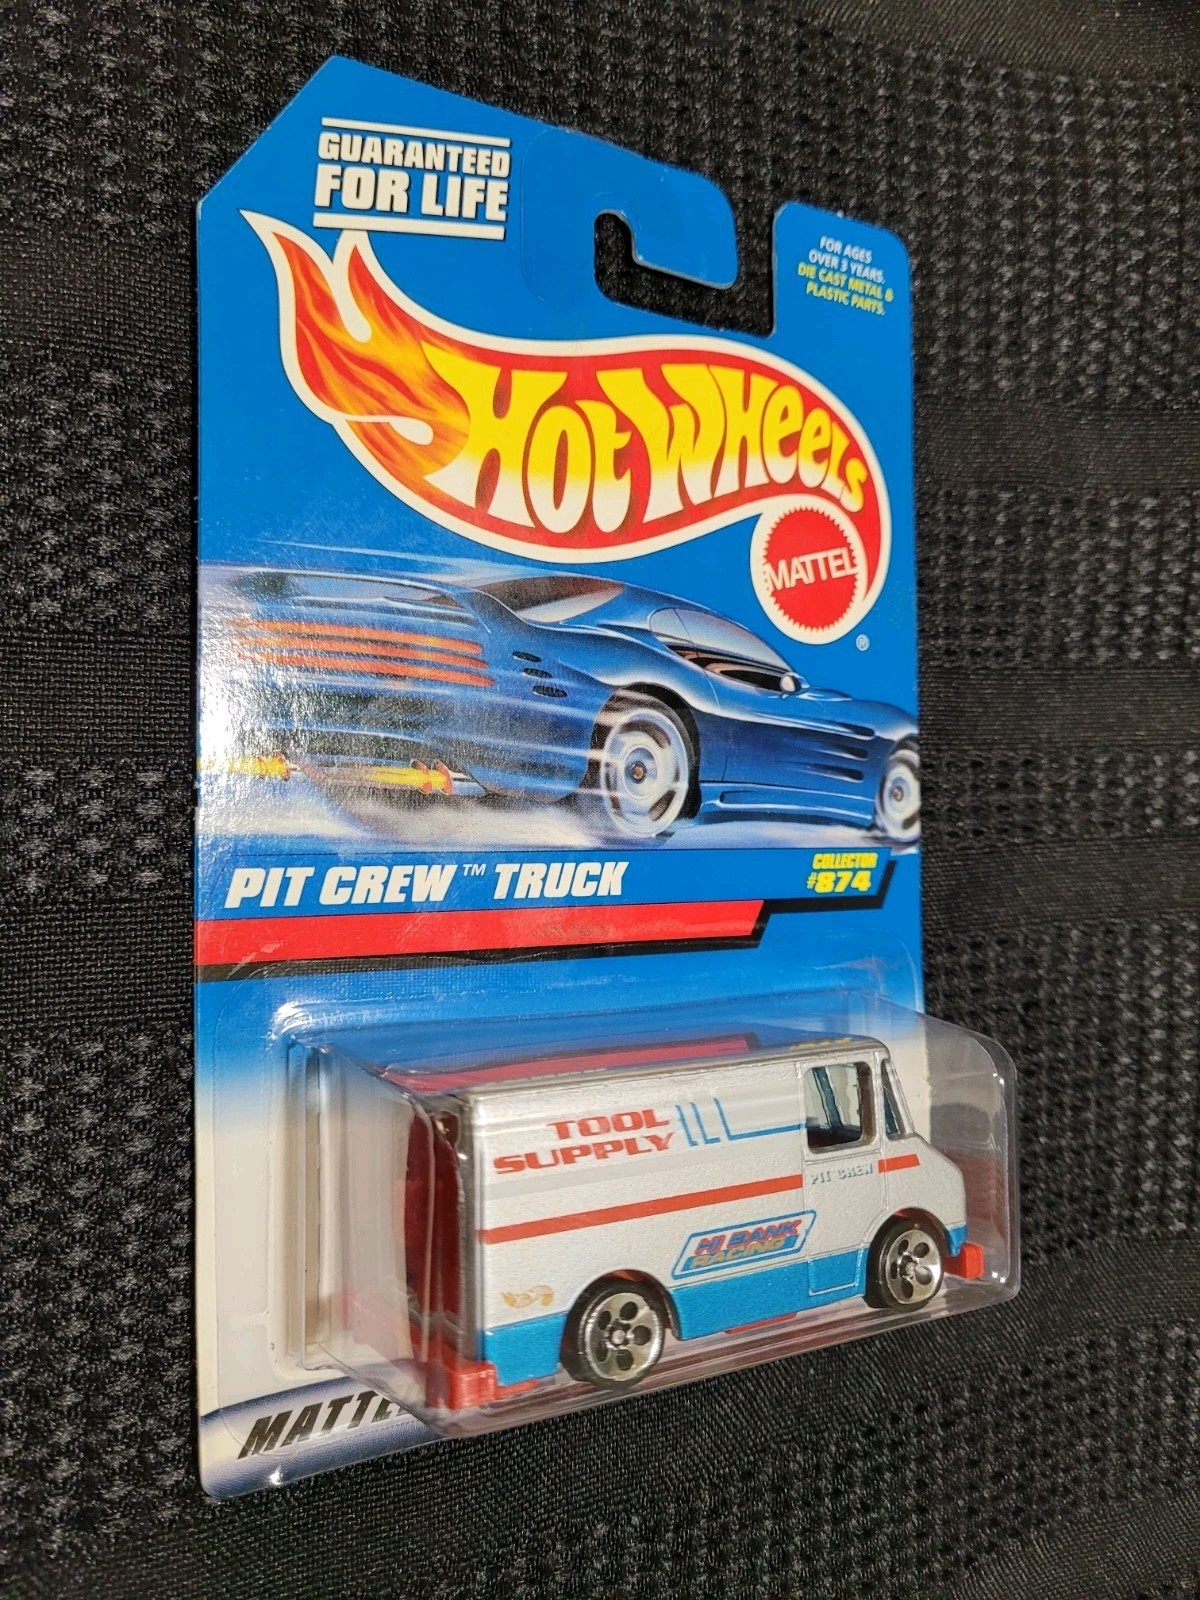 GUARANTEED
FOR LIFE
FOR AGES
OVER 3 YEARS.
DIE CAST METAL &
PLASTIC PARTS.
HOT WHEELS
MATTEL
®
PIT CREW™ TRUCK
COLLECTOR
#874
TOOL
SUPPLY
PIT CREW
HI BANK
RACING
MATTEL